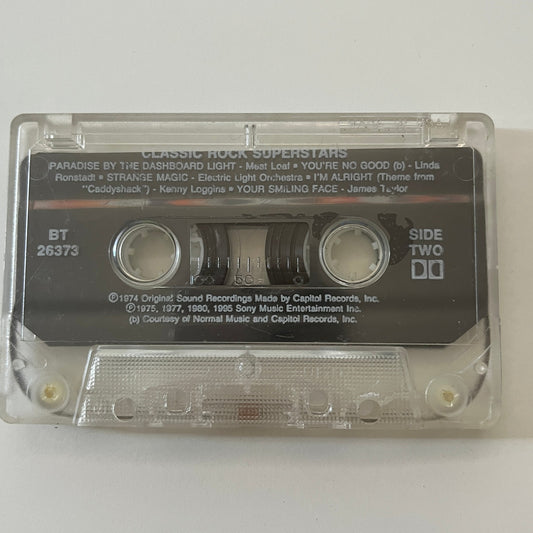 CLASSIC ROCK SUPERSTARS
PARADISE BY THE DASHBOARD LIGHT - Meat Loaf • YOU'RE NO GOOD (b) - Linda
Ronstadt • STRANGE MAGIC - Electric Light Orchestra • I'M ALRIGHT (Theme from
"Caddyshack") - Kenny Loggins • YOUR SMILING FACE - James Taylor
BT
26373
SIDE
TWO
50
0
℗1974 Original Sound Recordings Made by Capitol Records, Inc.
℗1975, 1977, 1980, 1995 Sony Music Entertainment Inc.
(b) Courtesy of Normal Music and Capitol Records, Inc.